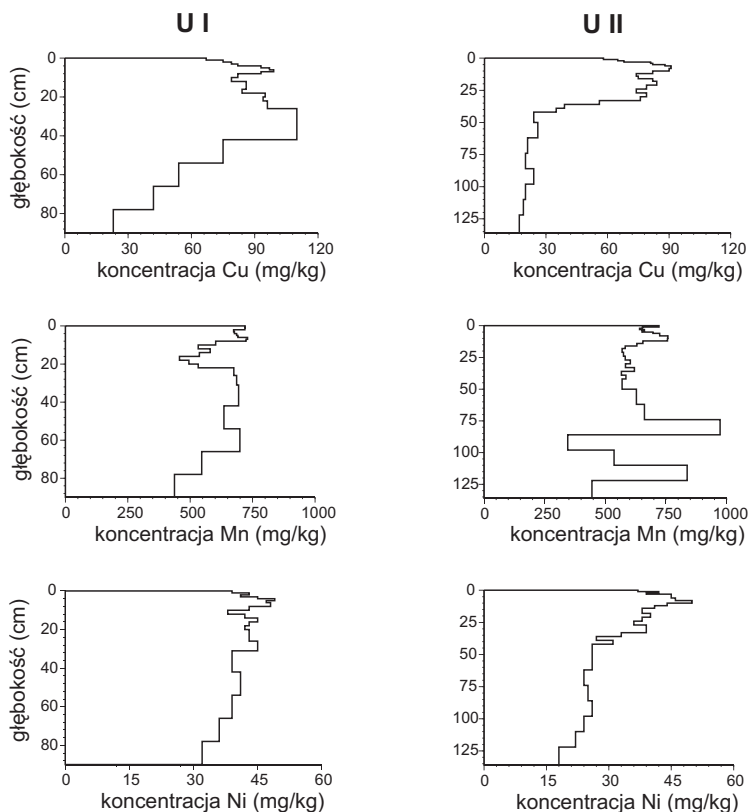 U I
U II
0
20
40
60
80
głębokość (cm)
0 30 60 90 120
koncentracja Cu (mg/kg)
0
25
50
75
100
125
0 30 60 90 120
koncentracja Cu (mg/kg)
0
20
40
60
80
głębokość (cm)
0 250 500 750 1000
koncentracja Mn (mg/kg)
0
25
50
75
100
125
0 250 500 750 1000
koncentracja Mn (mg/kg)
0
20
40
60
80
głębokość (cm)
0 15 30 45 60
koncentracja Ni (mg/kg)
0
25
50
75
100
125
0 15 30 45 60
koncentracja Ni (mg/kg)